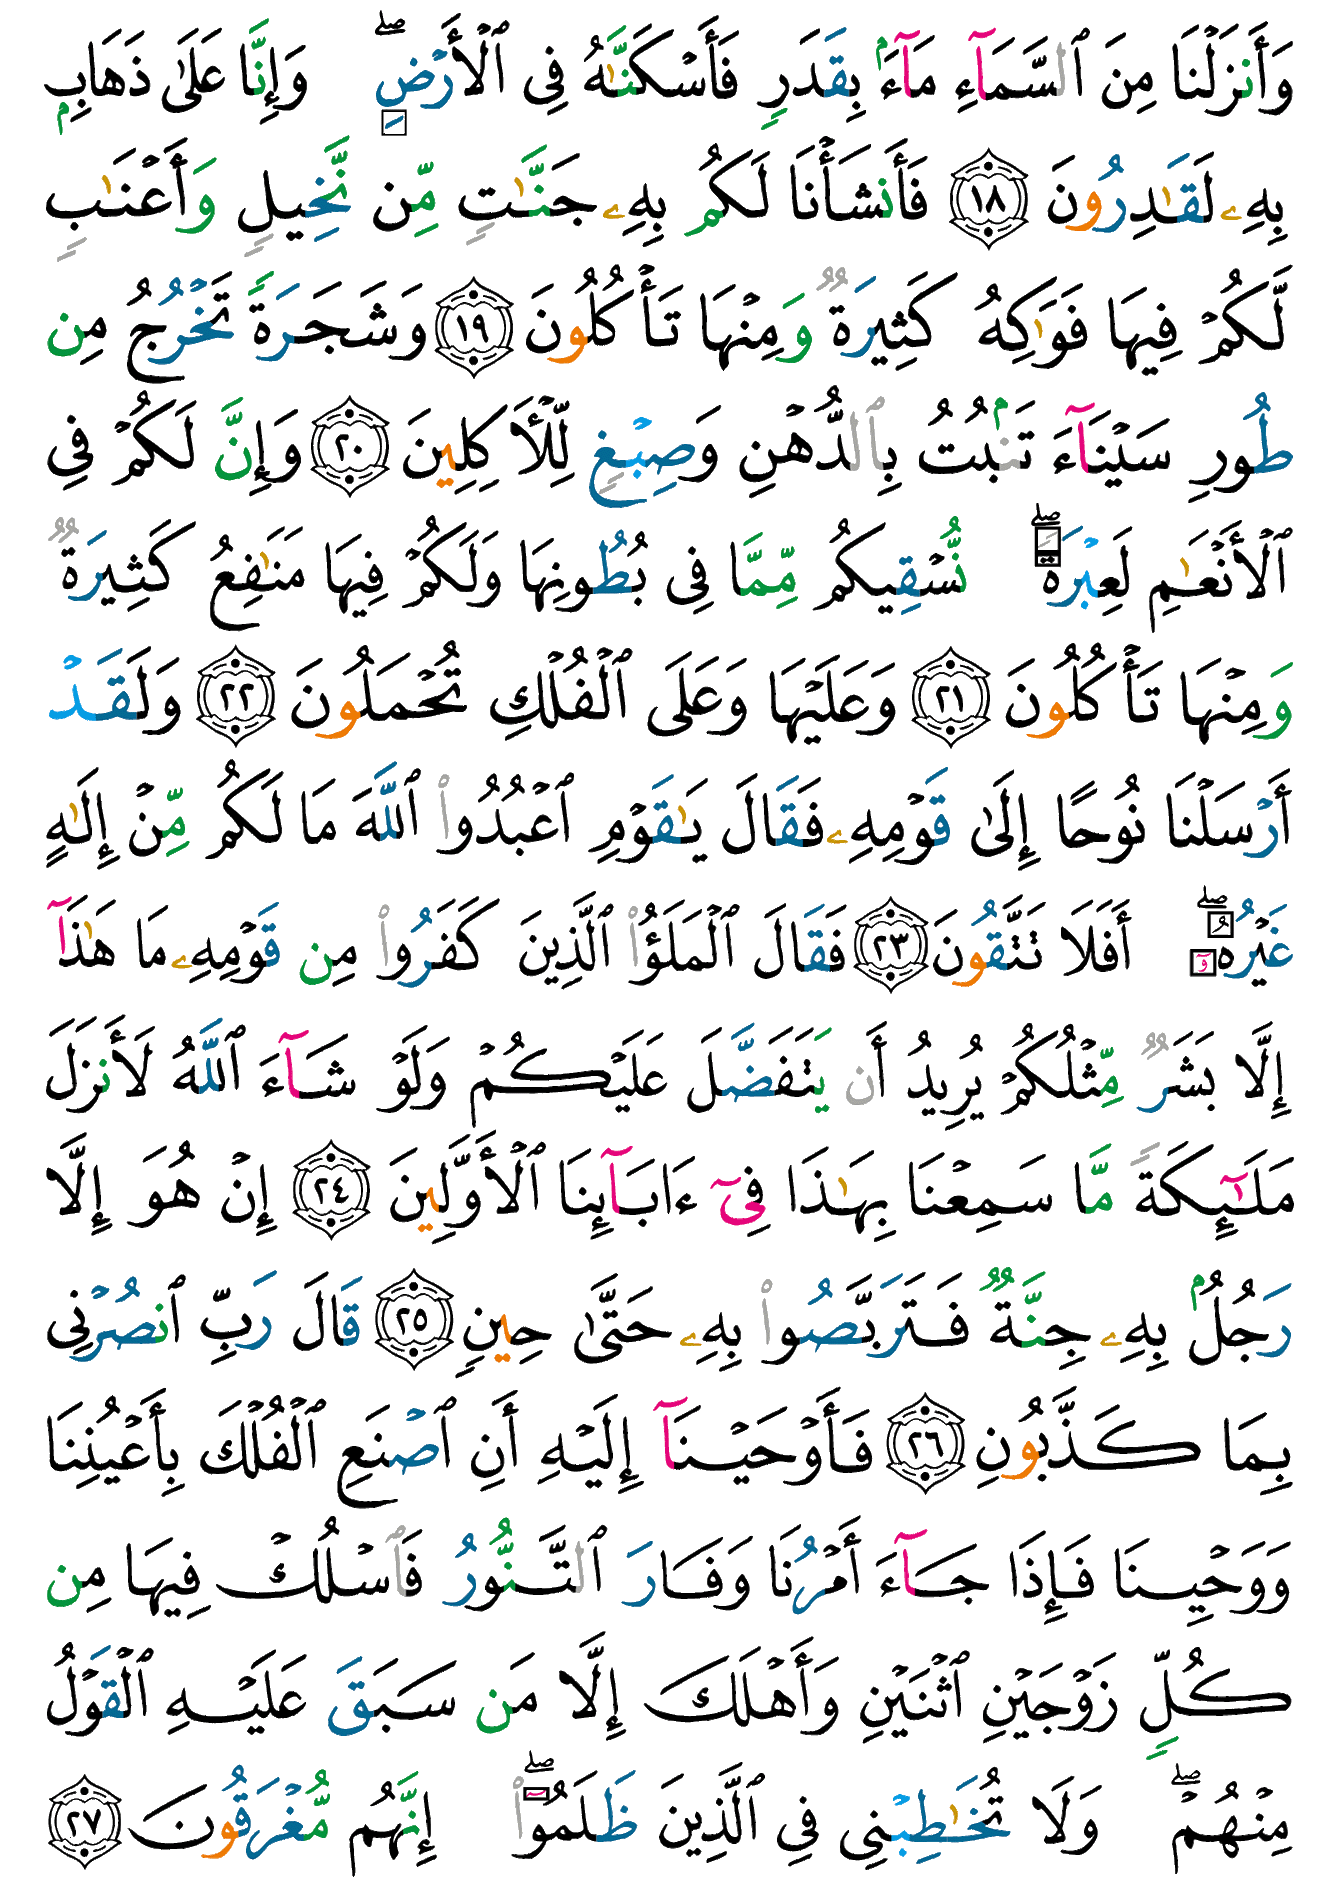 وَأَنزَلْنَا مِنَ ٱلسَّمَآءِ مَآءًۢ بِقَدَرٍ فَأَسْكَنَّٰهُ فِى ٱلْأَرْضِ ۖ وَإِنَّا عَلَىٰ ذَهَابٍۭ
بِهِۦ لَقَٰدِرُونَ ١٨ فَأَنشَأْنَا لَكُم بِهِۦ جَنَّٰتٍ مِّن نَّخِيلٍ وَأَعْنَٰبٍ
لَّكُمْ فِيهَا فَوَٰكِهُ كَثِيرَةٌ وَمِنْهَا تَأْكُلُونَ ١٩ وَشَجَرَةً تَخْرُجُ مِن
طُورِ سَيْنَآءَ تَنۢبُتُ بِٱلدُّهْنِ وَصِبْغٍ لِّلْـَٔاكِلِينَ ٢٠ وَإِنَّ لَكُمْ فِى
ٱلْأَنْعَٰمِ لَعِبْرَةً ۖ نُّسْقِيكُم مِّمَّا فِى بُطُونِهَا وَلَكُمْ فِيهَا مَنَٰفِعُ كَثِيرَةٌ
وَمِنْهَا تَأْكُلُونَ ٢١ وَعَلَيْهَا وَعَلَى ٱلْفُلْكِ تُحْمَلُونَ ٢٢ وَلَقَدْ
أَرْسَلْنَا نُوحًا إِلَىٰ قَوْمِهِۦ فَقَالَ يَٰقَوْمِ ٱعْبُدُوا۟ ٱللَّهَ مَا لَكُم مِّنْ إِلَٰهٍ
غَيْرُهُۥٓ ۖ أَفَلَا تَتَّقُونَ ٢٣ فَقَالَ ٱلْمَلَؤُا۟ ٱلَّذِينَ كَفَرُوا۟ مِن قَوْمِهِۦ مَا هَٰذَآ
إِلَّا بَشَرٌ مِّثْلُكُمْ يُرِيدُ أَن يَتَفَضَّلَ عَلَيْكُمْ وَلَوْ شَآءَ ٱللَّهُ لَأَنزَلَ
مَلَٰٓئِكَةً مَّا سَمِعْنَا بِهَٰذَا فِىٓ ءَابَآئِنَا ٱلْأَوَّلِينَ ٢٤ إِنْ هُوَ إِلَّا
رَجُلٌۢ بِهِۦ جِنَّةٌ فَتَرَبَّصُوا۟ بِهِۦ حَتَّىٰ حِينٍ ٢٥ قَالَ رَبِّ ٱنصُرْنِى
بِمَا كَذَّبُونِ ٢٦ فَأَوْحَيْنَآ إِلَيْهِ أَنِ ٱصْنَعِ ٱلْفُلْكَ بِأَعْيُنِنَا
وَوَحْيِنَا فَإِذَا جَآءَ أَمْرُنَا وَفَارَ ٱلتَّنُّورُ فَٱسْلُكْ فِيهَا مِن
كُلٍّ زَوْجَيْنِ ٱثْنَيْنِ وَأَهْلَكَ إِلَّا مَن سَبَقَ عَلَيْهِ ٱلْقَوْلُ
مِنْهُمْ ۖ وَلَا تُخَٰطِبْنِى فِى ٱلَّذِينَ ظَلَمُوٓا۟ ۖ إِنَّهُم مُّغْرَقُونَ ٢٧